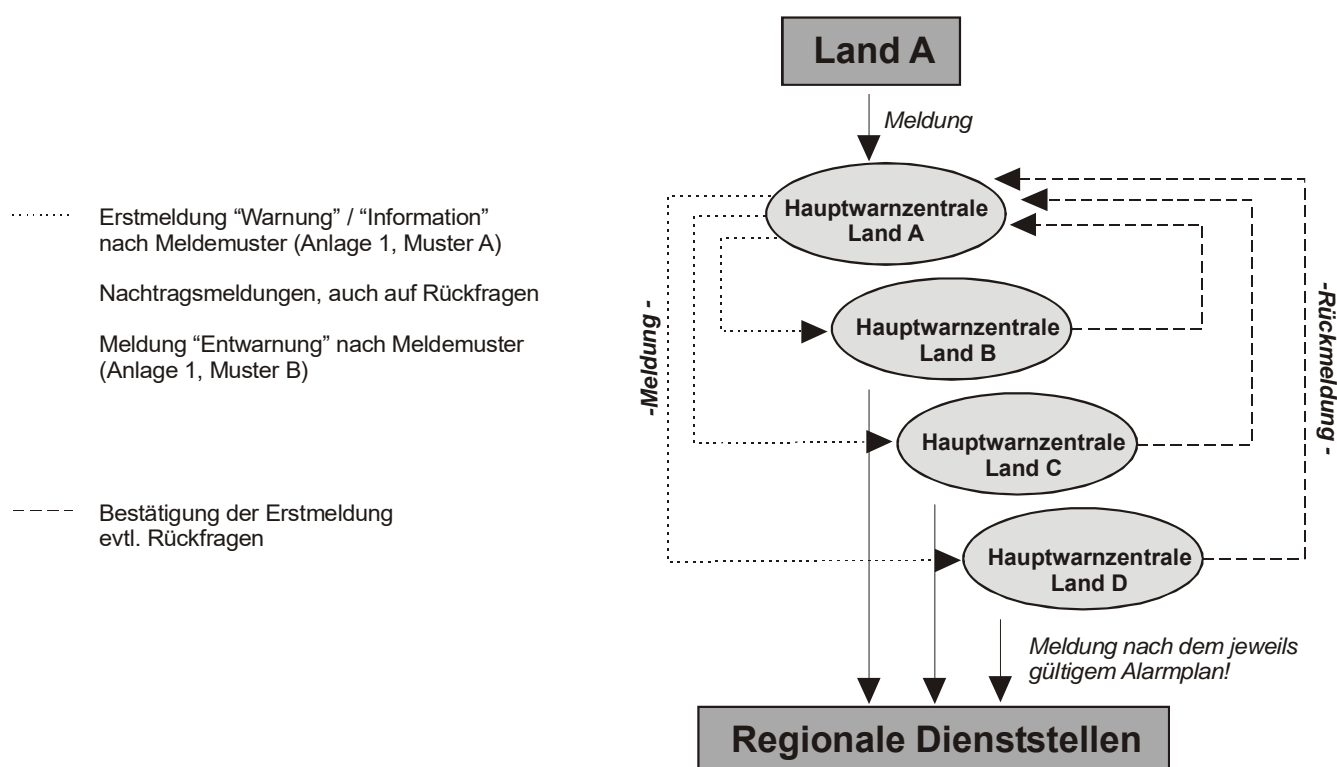 Land A
Meldung
Hauptwarnzentrale
Land A
Erstmeldung “Warnung” / “Information”
nach Meldemuster (Anlage 1, Muster A)
Nachtragsmeldungen, auch auf Rückfragen
Meldung “Entwarnung” nach Meldemuster
(Anlage 1, Muster B)
-Meldung -
-Rückmeldung -
Hauptwarnzentrale
Land B
Hauptwarnzentrale
Land C
Bestätigung der Erstmeldung
evtl. Rückfragen
Hauptwarnzentrale
Land D
Meldung nach dem jeweils
gültigem Alarmplan!
Regionale Dienststellen